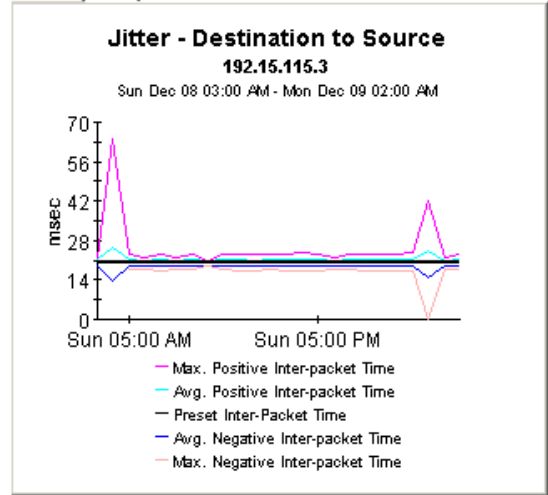 Jitter - Destination to Source
192.15.115.3
Sun Dec 08 03:00 AM - Mon Dec 09 02:00 AM
70
56
42
28
14
0
msec
Sun 05:00 AM Sun 05:00 PM
Max. Positive Inter-packet Time
Avg. Positive Inter-packet Time
Preset Inter-Packet Time
Avg. Negative Inter-packet Time
Max. Negative Inter-packet Time